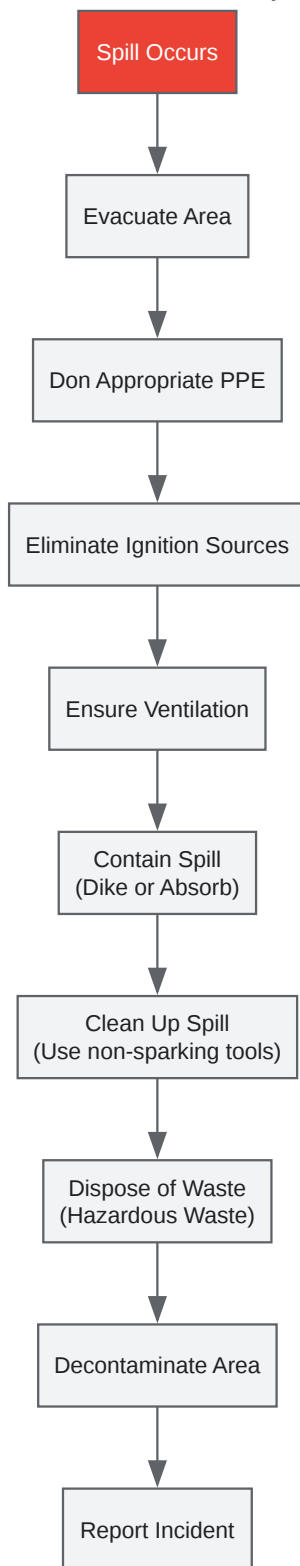 Spill Occurs
Evacuate Area
Don Appropriate PPE
Eliminate Ignition Sources
Ensure Ventilation
Contain Spill
(Dike or Absorb)
Clean Up Spill
(Use non-sparking tools)
Dispose of Waste
(Hazardous Waste)
Decontaminate Area
Report Incident